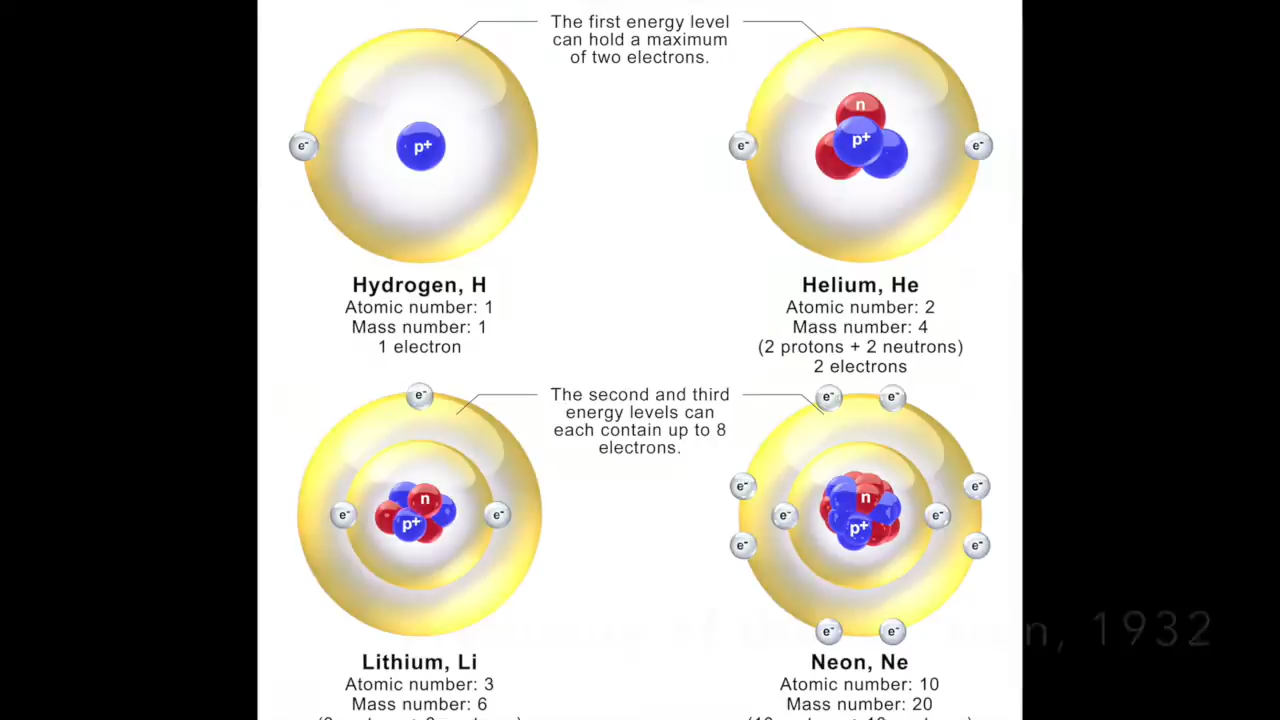 The first energy level
can hold a maximum
of two electrons.
e-
p+
e-
n
p+
e-
Hydrogen, H
Atomic number: 1
Mass number: 1
1 electron
Helium, He
Atomic number: 2
Mass number: 4
(2 protons + 2 neutrons)
2 electrons
The second and third
energy levels can
each contain up to 8
electrons.
e-
e-
n
p+
e-
e- e-
e- e-
e- n e-
p+
e- e-
e- e-
1932
Lithium, Li
Atomic number: 3
Mass number: 6
Neon, Ne
Atomic number: 10
Mass number: 20